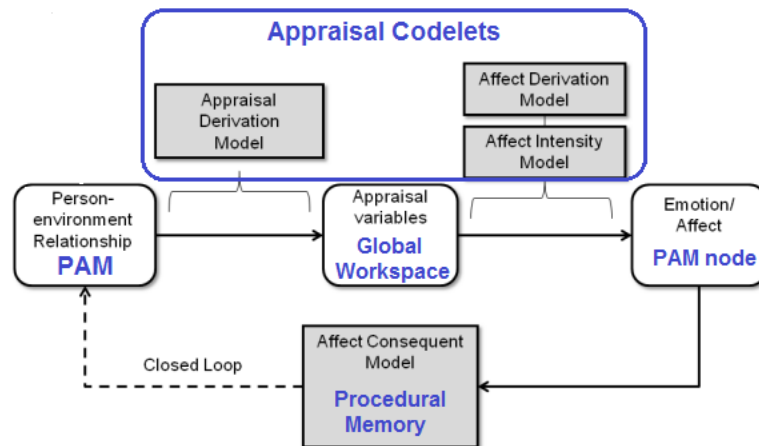 Appraisal Codelets
Appraisal
Derivation
Model
Affect Derivation
Model
Affect Intensity
Model
Person-
environment
Relationship
PAM
Appraisal
variables
Global
Workspace
Emotion/
Affect
PAM node
Closed Loop
Affect Consequent
Model
Procedural
Memory